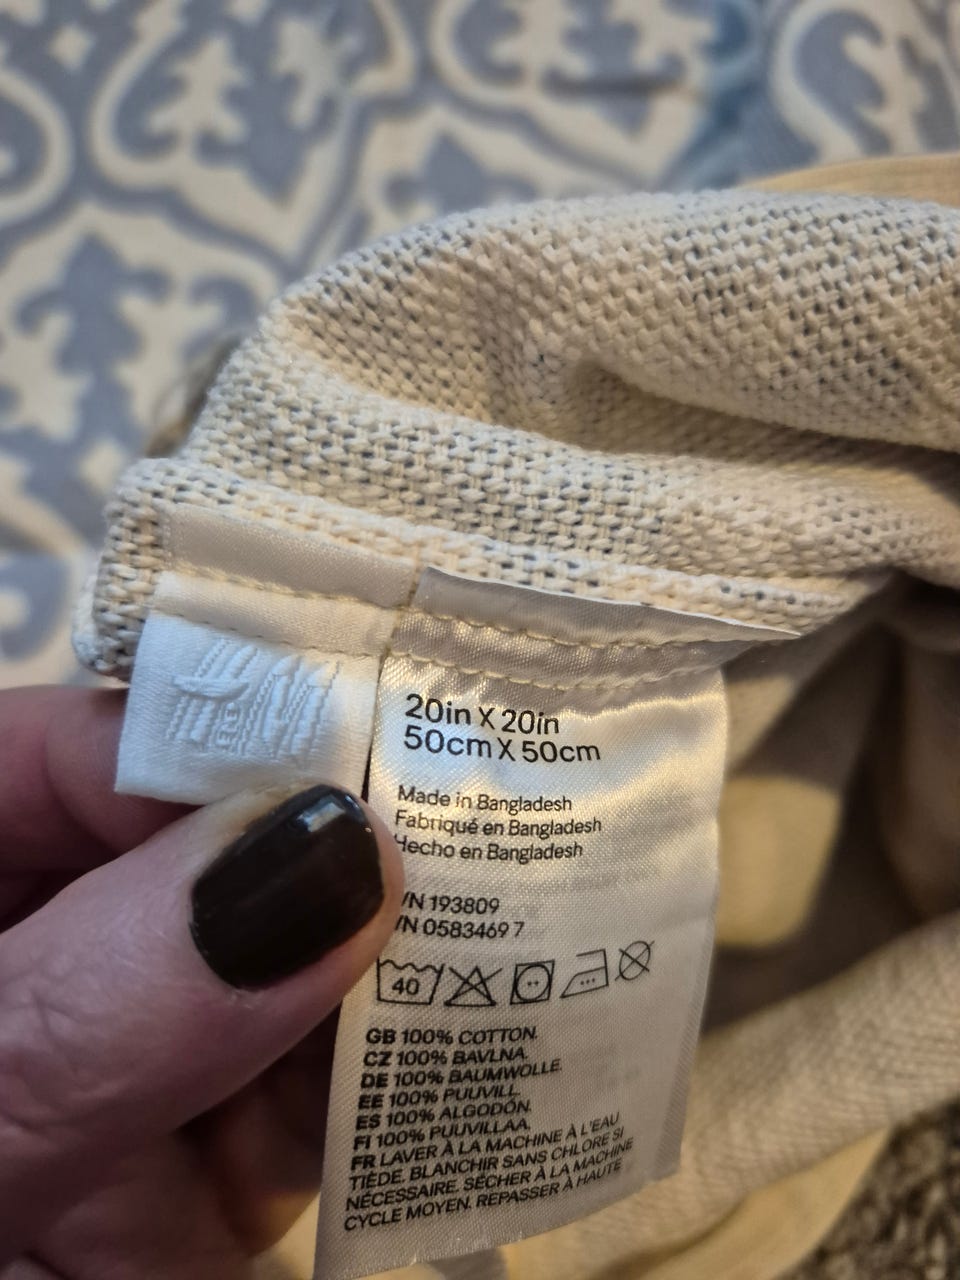 H&M
20in X 20in
50cm X 50cm
Made in Bangladesh
Fabriqué en Bangladesh
Hecho en Bangladesh
/N 193809
/N 0583469 7
40
GB 100% COTTON.
CZ 100% BAVLNA.
DE 100% BAUMWOLLE.
EE 100% PUUVILL.
ES 100% ALGODÓN.
FI 100% PUUVILLAA.
FR LAVER À LA MACHINE À L'EAU
TIÈDE. BLANCHIR SANS CHLORE SI
NÉCESSAIRE. SÉCHER À LA MACHINE
CYCLE MOYEN. REPASSER À HAUTE